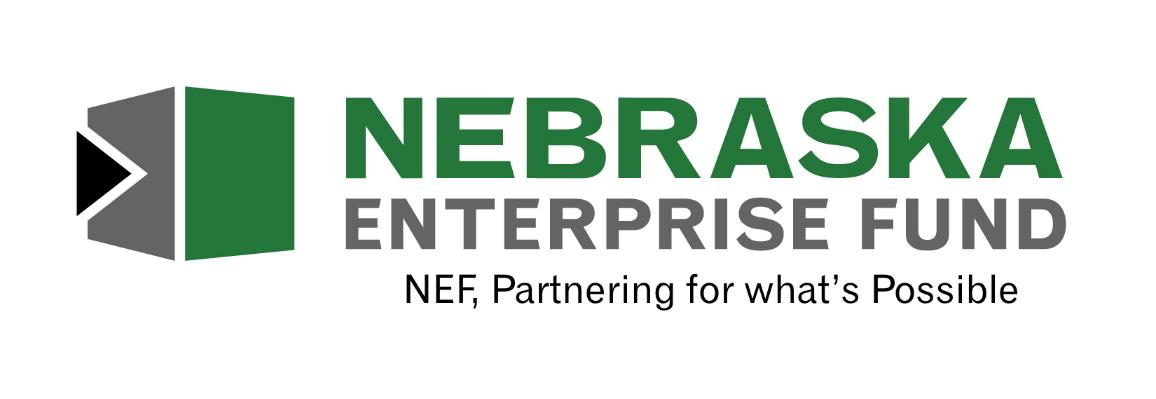 NEBRASKA
ENTERPRISE FUND
NEF, Partnering for what's Possible